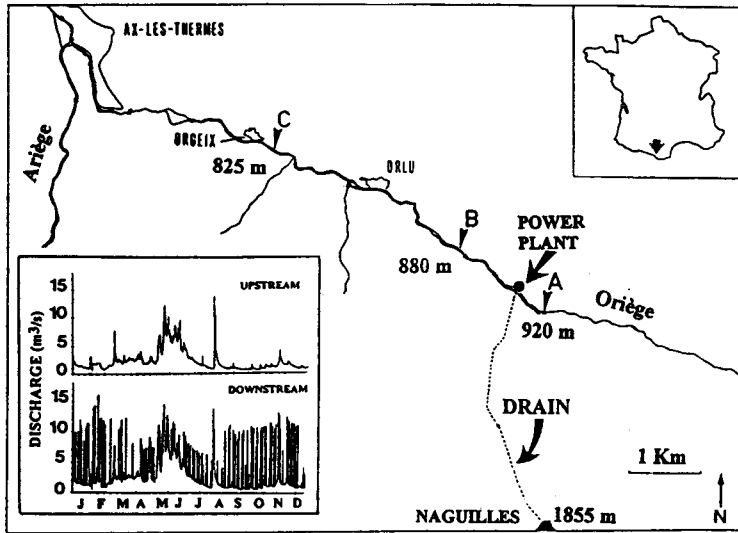 AX-LES-THERMES
Ariège
ORGEIX
C
825 m
ORLU
B
880 m
POWER
PLANT
A
920 m
Oriège
DRAIN
1 Km
NAGUILLES
1855 m
N
DISCHARGE (m³/s)
15
10
5
0
UPSTREAM
15
10
5
0
DOWNSTREAM
J F M A M J J A S O N D